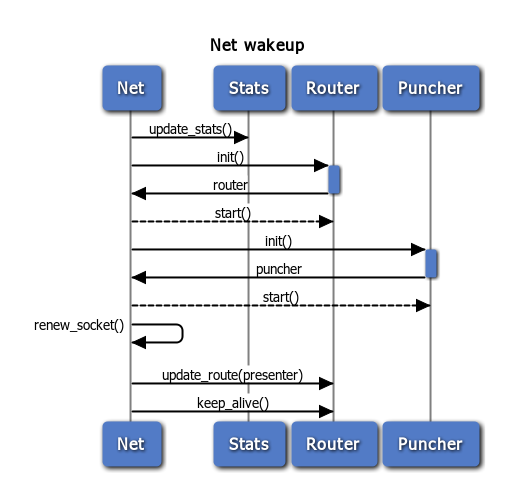 Net wakeup
Net Stats Router Puncher
update_stats()
init()
router
start()
init()
puncher
start()
renew_socket()
update_route(presenter)
keep_alive()
Net Stats Router Puncher